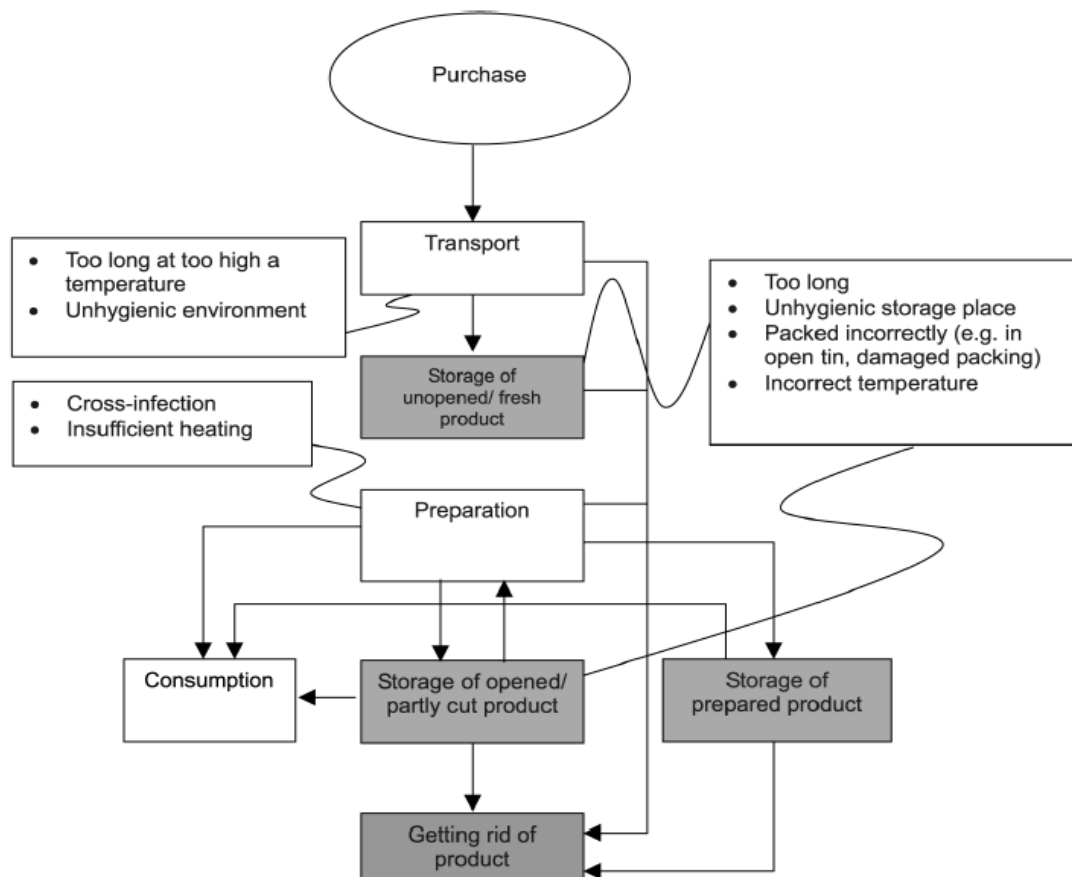 Purchase
Transport
• Too long at too high a
temperature
• Unhygienic environment
• Too long
• Unhygienic storage place
• Packed incorrectly (e.g. in
open tin, damaged packing)
• Incorrect temperature
Storage of
unopened/ fresh
product
• Cross-infection
• Insufficient heating
Preparation
Consumption
Storage of opened/
partly cut product
Storage of
prepared product
Getting rid of
product